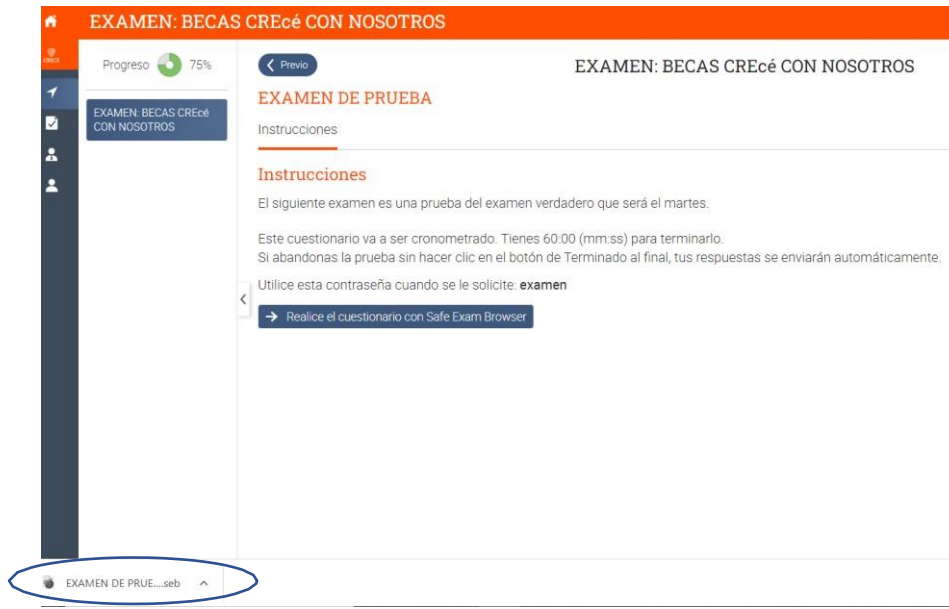 EXAMEN: BECAS CREcé CON NOSOTROS
CRECE
Progreso 75%
EXAMEN: BECAS CREcé
CON NOSOTROS
Previo
EXAMEN: BECAS CREcé CON NOSOTROS
EXAMEN DE PRUEBA
Instrucciones
Instrucciones
El siguiente examen es una prueba del examen verdadero que será el martes.
Este cuestionario va a ser cronometrado. Tienes 60:00 (mm:ss) para terminarlo.
Si abandonas la prueba sin hacer clic en el botón de Terminado al final, tus respuestas se enviarán automáticamente.
Utilice esta contraseña cuando se le solicite: examen
Realice el cuestionario con Safe Exam Browser
EXAMEN DE PRUE....seb